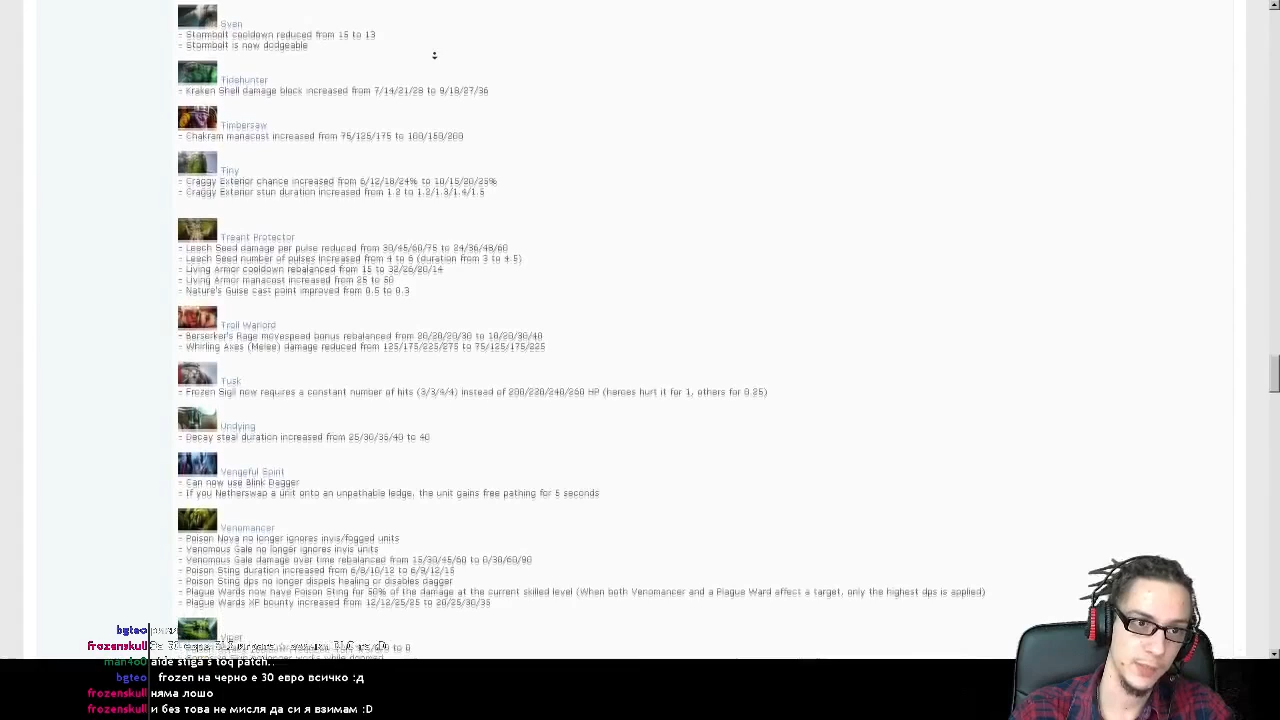 Sven
- Stormbolt cooldown reduced from 15 to 13
- Stormbolt is now dodgeable
Tidehunter
- Kraken Shell damage block increased from 7/14/21/28 to 9/18/27/36
Timbersaw
- Chakram manacost increased from 75/125/175 to 100/150/200
Tiny
- Craggy Exterior chance increased from 6/12/18/24% to 10/15/20/25%
- Craggy Exterior stun duration increased from 1.2 to 1.2/1.3/1.4/1.5
Treant Protector
- Leech Seed damage per pulse reduced from 30/45/60/75 to 24/36/48/60
- Leech Seed number of pulses increased from 4 to 6 (duration from 3 to 4.5)
- Living Armor cooldown rebalanced from 15 to 32/26/20/14
- Living Armor manacost increased from 25 to 50
- Nature's Guise cast point improved from 0.5 to 0.3
Troll Warlord
- Berserker's Rage movespeed bonus rebalanced from 20/20/20/30 to 10/20/30/40
- Whirling Axes (Melee) damage reduced from 125/175/225/275 to 75/125/175/225
Tusk
- Frozen Sigil now requires a constant number of hits (3/3/4/4) instead of 200/220/240/260 HP (heroes hurt it for 1, others for 0.25)
Undying
- Decay steal duration increased from 25/30/35/40 to 40
Vengeful Spirit
- Can now use Blink Dagger
- If you Netherswap a unit onto an unpathable ledge, the unit gains free pathing for 5 seconds
Venomancer
- Poison Nova no longer ignores invis/fogged units
- Venomous Gale no longer ignores invis units
- Venomous Gale damage over time rebalanced from 15/30/45/60 to 0/30/60/90
- Poison Sting duration increased from 6/8/10/12 to 6/9/12/15
- Poison Sting dps no longer dispels healing or disables dagger
- Plague Wards now have Poison Sting for 50% of the damage at the current skilled level (When both Venomancer and a Plague Ward affect a target, only the highest dps is applied)
- Plague Wards XP bounty increased from 12/12/25/25 to 20/25/30/35
Viper
bgteo
frozenskull
man4o0 aide stiga s toq patch..
bgteo frozen на черно е 30 евро всичко :д
frozenskull няма лошо
frozenskull и без това не мисля да си я взимам :D